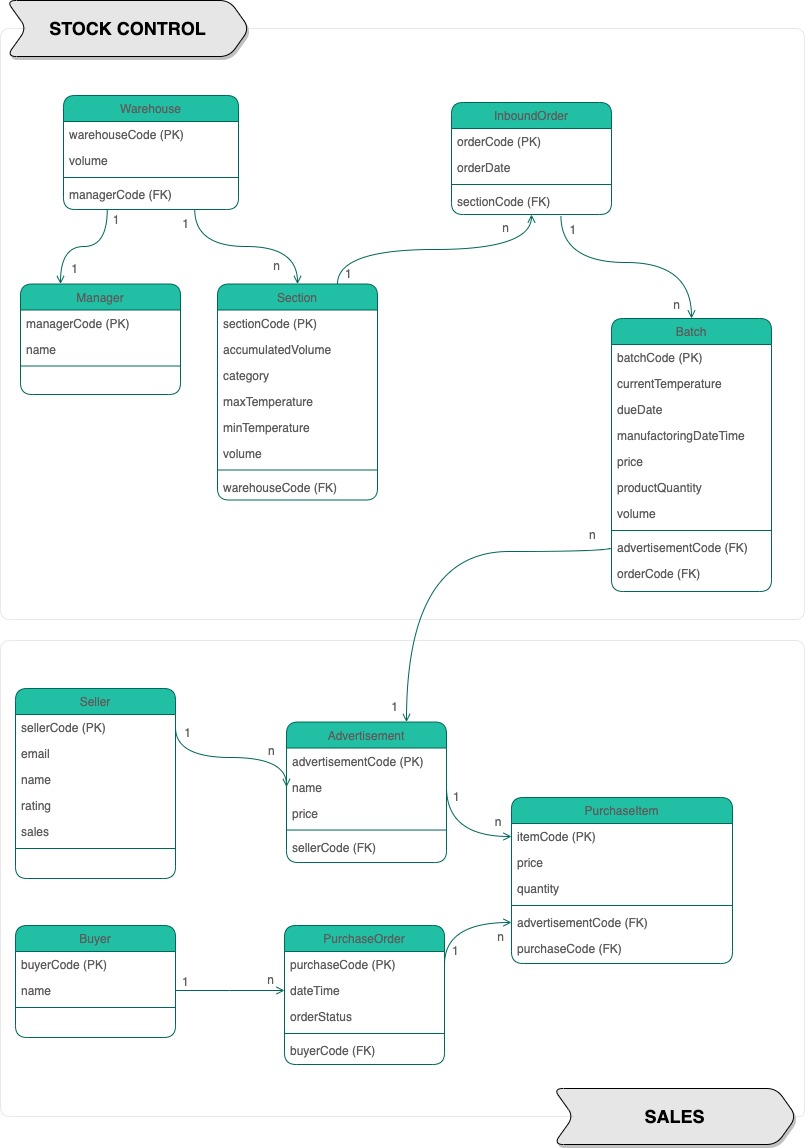 STOCK CONTROL
Warehouse
warehouseCode (PK)
volume
managerCode (FK)
1
1
1
n
Manager
managerCode (PK)
name
Section
sectionCode (PK)
accumulatedVolume
category
maxTemperature
minTemperature
volume
warehouseCode (FK)
1
n
InboundOrder
orderCode (PK)
orderDate
sectionCode (FK)
1
n
Batch
batchCode (PK)
currentTemperature
dueDate
manufactoringDateTime
price
productQuantity
volume
advertisementCode (FK)
orderCode (FK)
n
1
Seller
sellerCode (PK)
email
name
rating
sales
1
n
Advertisement
advertisementCode (PK)
name
price
sellerCode (FK)
1
n
PurchaseItem
itemCode (PK)
price
quantity
advertisementCode (FK)
purchaseCode (FK)
Buyer
buyerCode (PK)
name
1
n
PurchaseOrder
purchaseCode (PK)
dateTime
orderStatus
buyerCode (FK)
1
n
SALES